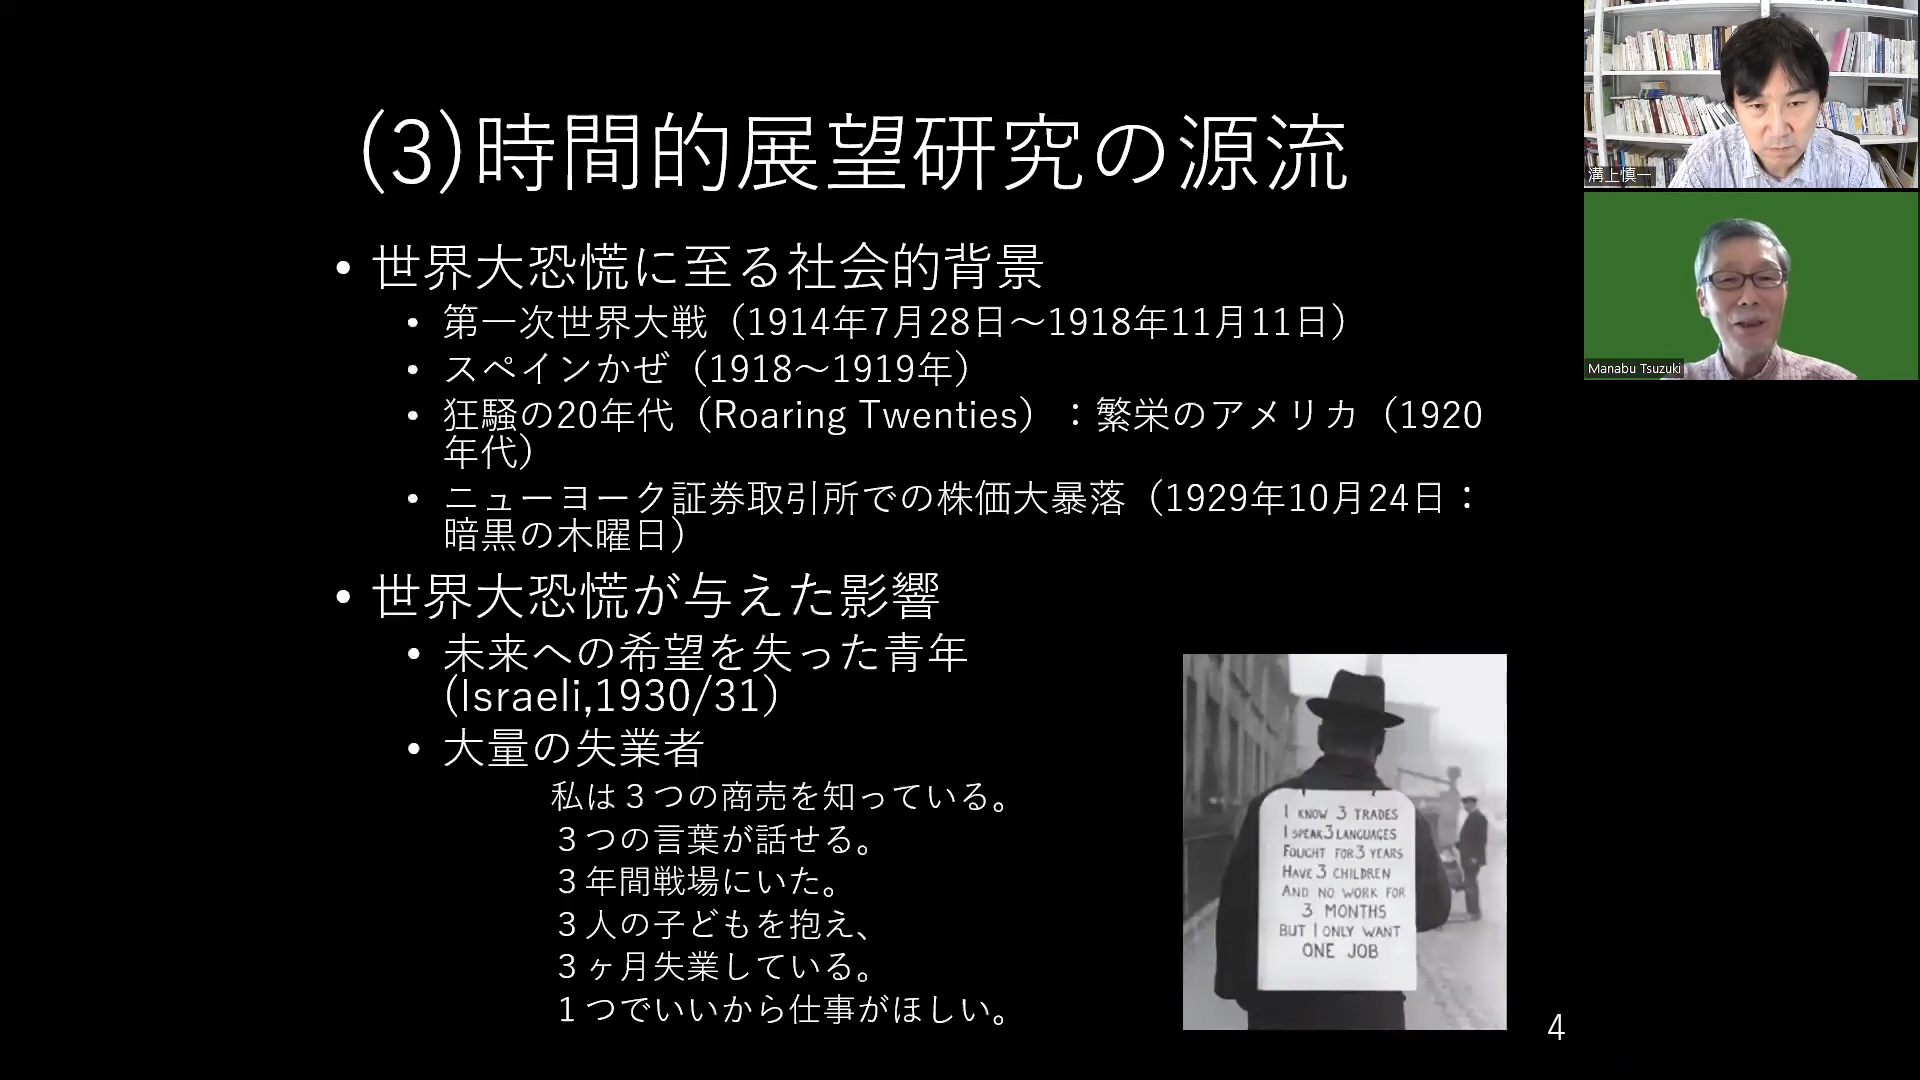 (3)時間的展望研究の源流
• 世界大恐慌に至る社会的背景
• 第一次世界大戦（1914年7月28日～1918年11月11日）
• スペインかぜ（1918～1919年）
• 狂騒の20年代（Roaring Twenties）：繁栄のアメリカ（1920
年代）
• ニューヨーク証券取引所での株価大暴落（1929年10月24日：
暗黒の木曜日）
• 世界大恐慌が与えた影響
• 未来への希望を失った青年
(Israeli,1930/31)
• 大量の失業者
私は３つの商売を知っている。
３つの言葉が話せる。
３年間戦場にいた。
３人の子どもを抱え、
３ヶ月失業している。
１つでいいから仕事がほしい。
I KNOW 3 TRADES
I SPEAK 3 LANGUAGES
FOUGHT FOR 3 YEARS
HAVE 3 CHILDREN
AND NO WORK FOR
3 MONTHS
BUT I ONLY WANT
ONE JOB
4
溝上慎一
Manabu Tsuzuki